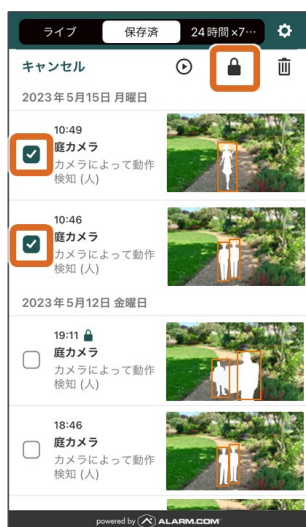 ライブ 保存済 24時間×7…
キャンセル
2023年5月15日 月曜日
10:49
庭カメラ
カメラによって動作
検知 (人)
10:46
庭カメラ
カメラによって動作
検知 (人)
2023年5月12日 金曜日
19:11
庭カメラ
カメラによって動作
検知 (人)
18:46
庭カメラ
カメラによって動作
検知 (人)
powered by ALARM.COM